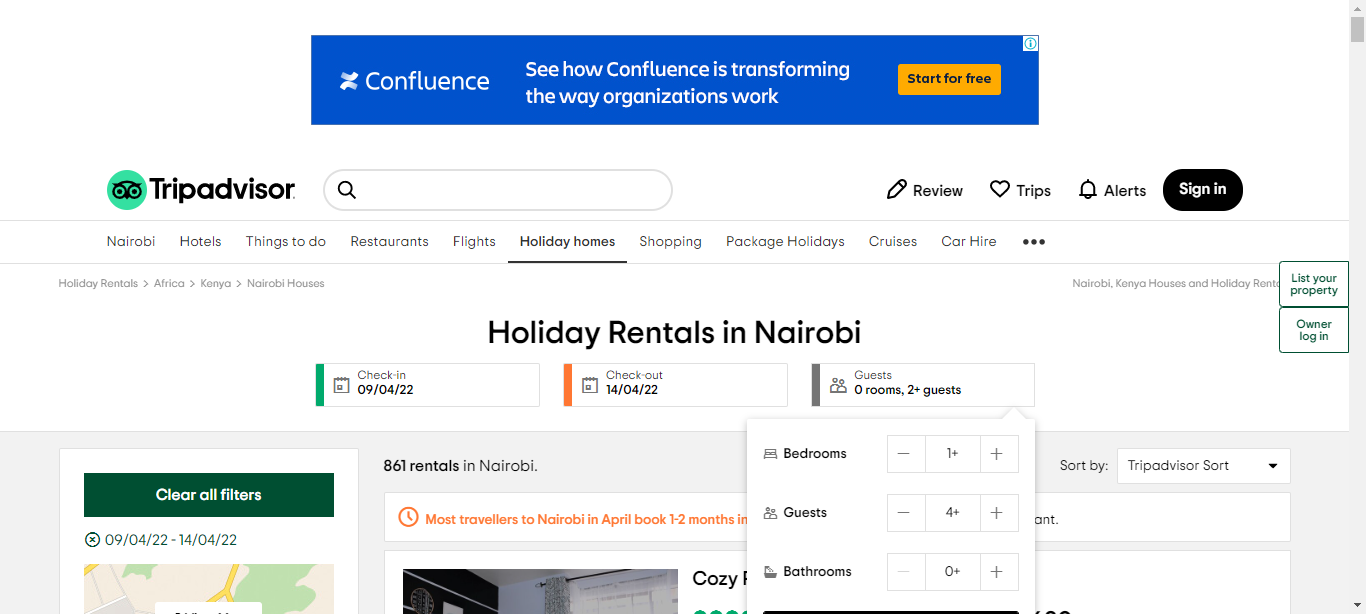 Confluence
See how Confluence is transforming
the way organizations work
Start for free
Tripadvisor
Review
Trips
Alerts
Sign in
Nairobi
Hotels
Things to do
Restaurants
Flights
Holiday homes
Shopping
Package Holidays
Cruises
Car Hire
•••
Holiday Rentals > Africa > Kenya > Nairobi Houses
Nairobi, Kenya Houses and Holiday
List your
property
Owner
log in
Holiday Rentals in Nairobi
Check-in
09/04/22
Check-out
14/04/22
Guests
0 rooms, 2+ guests
Bedrooms
— 1+ +
Guests
— 4+ +
Bathrooms
— 0+ +
Clear all filters
09/04/22 - 14/04/22
861 rentals in Nairobi.
Sort by:
Tripadvisor Sort
Most travellers to Nairobi in April book 1-2 months in
Cozy